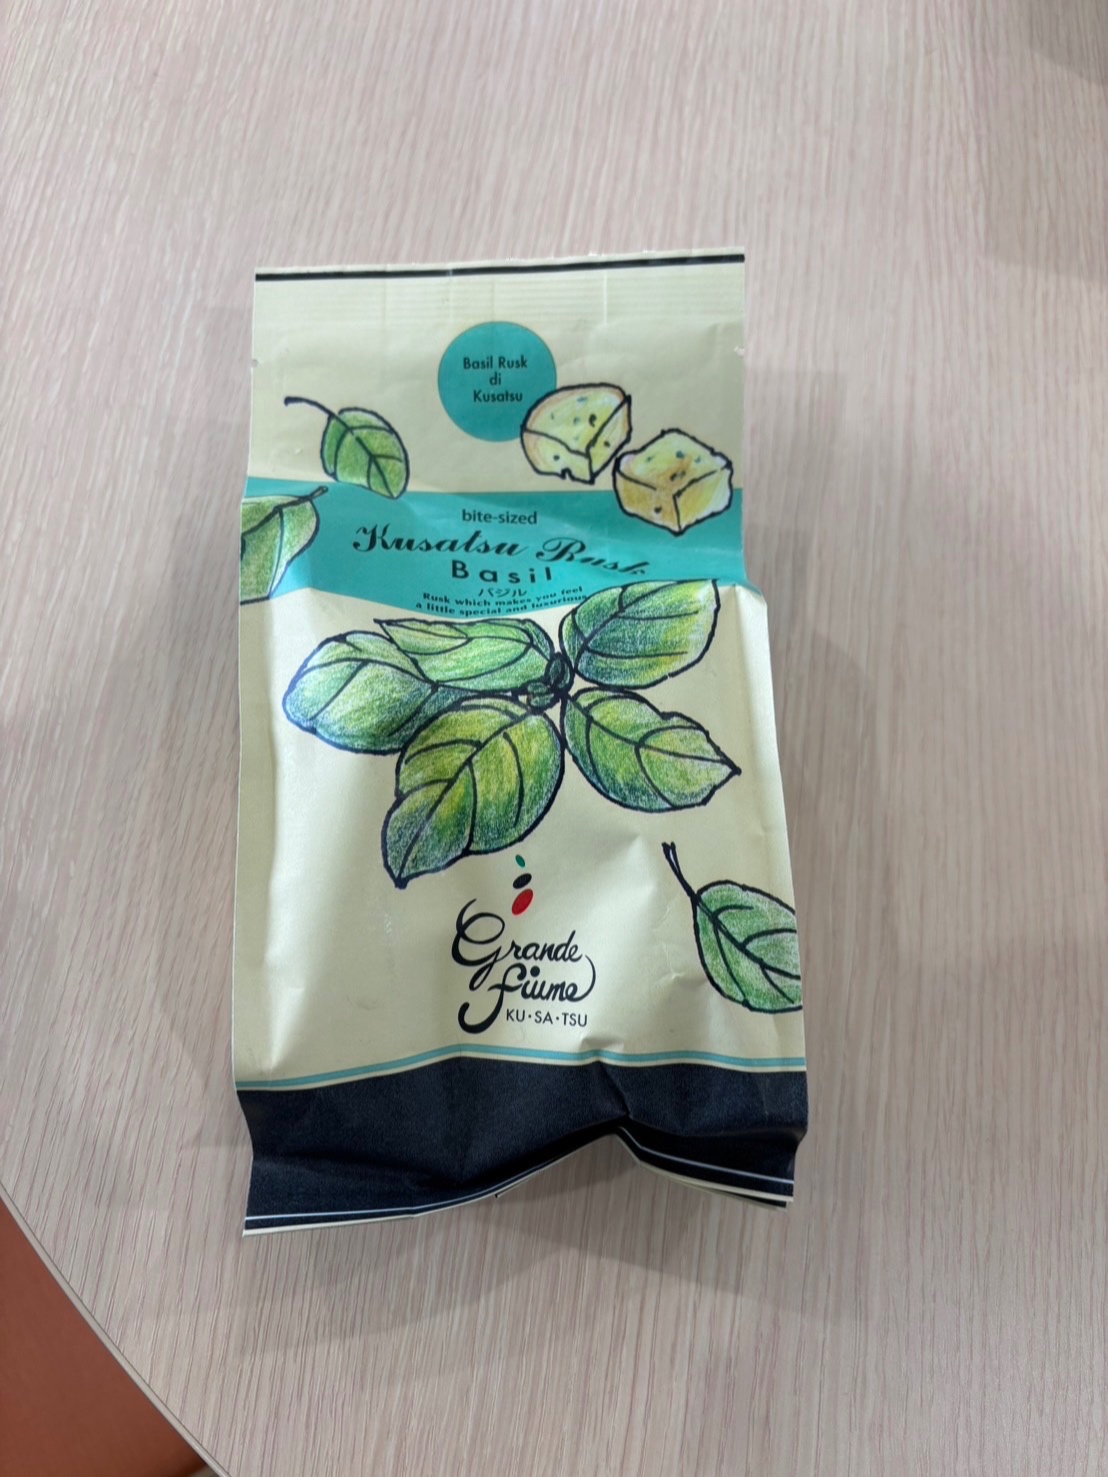 Basil Rusk
di
Kusatsu
bite-sized
Kusatsu Rusk
Basil
バジル
Rusk which makes you feel
a little special and luxurious
Grande
fiume
KU・SA・TSU